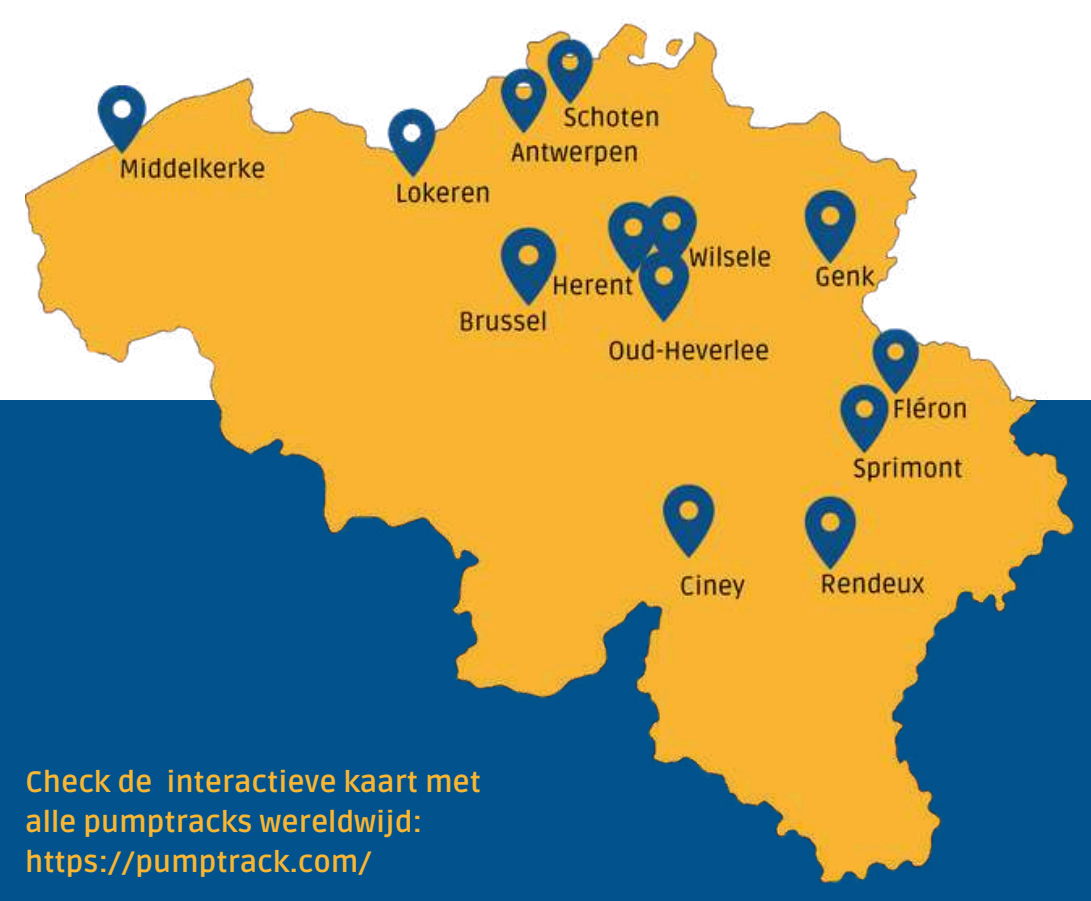 Schoten
Antwerpen
Middelkerke
Lokeren
Wilsele
Genk
Herent
Brussel
Oud-Heverlee
Fléron
Sprimont
Ciney
Rendeux
Check de interactieve kaart met
alle pumptracks wereldwijd:
https://pumptrack.com/